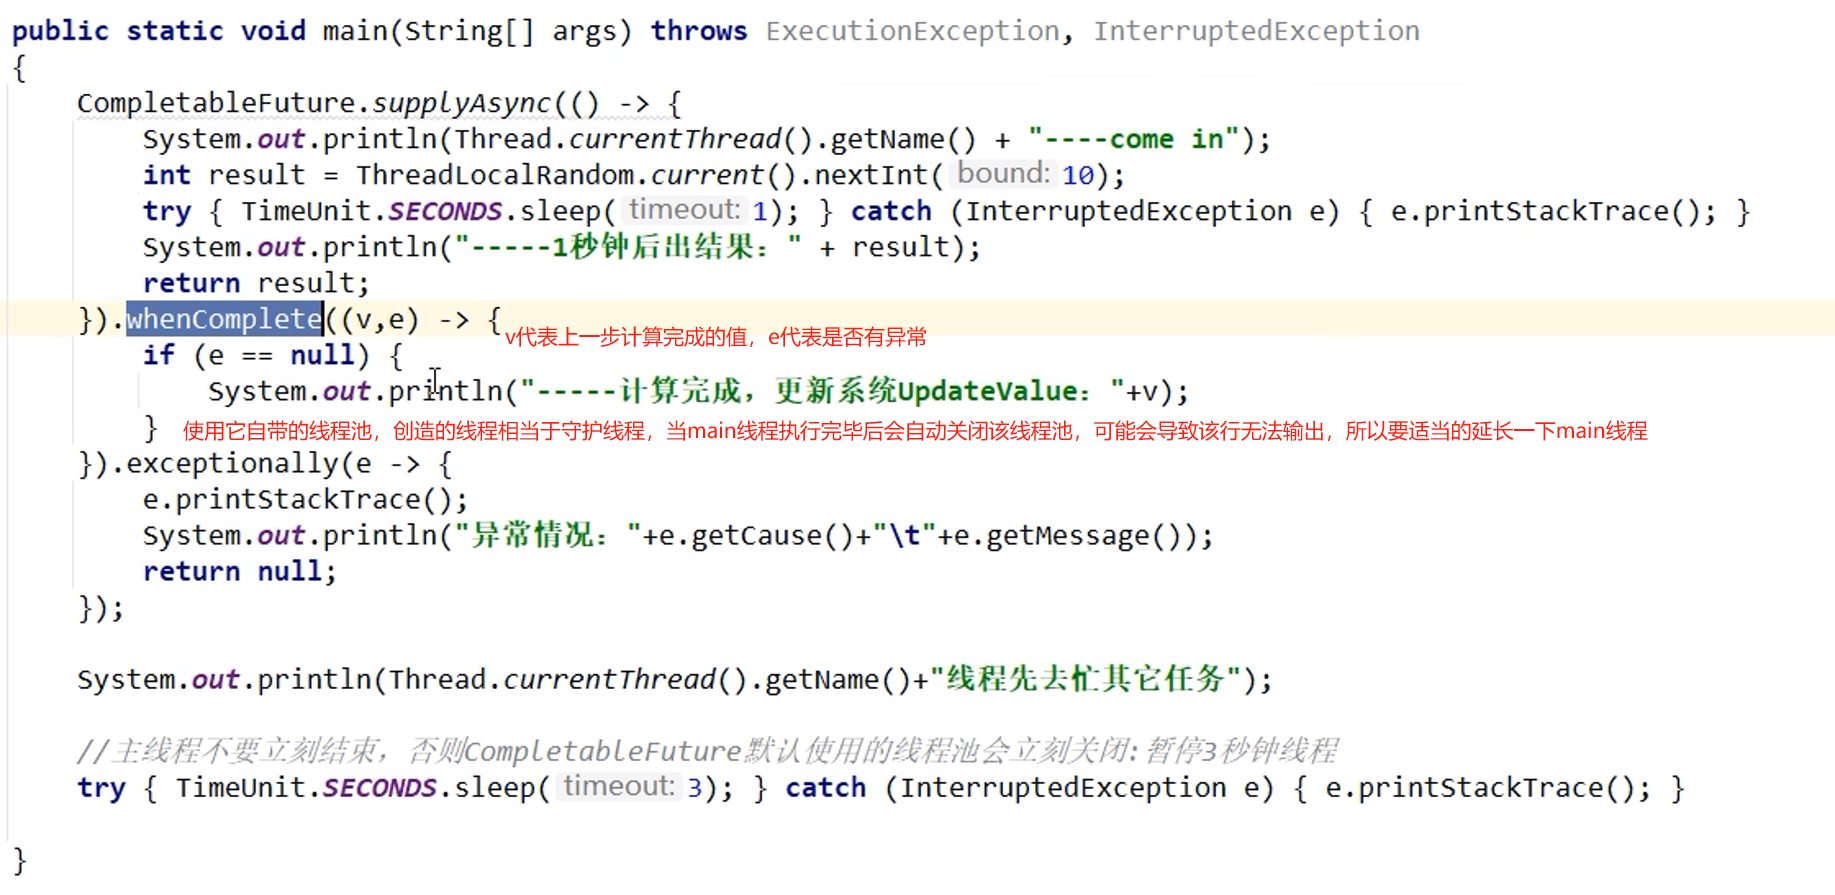 public static void main(String[] args) throws ExecutionException, InterruptedException
{
CompletableFuture.supplyAsync(() -> {
System.out.println(Thread.currentThread().getName() + "----come in");
int result = ThreadLocalRandom.current().nextInt( bound: 10);
try { TimeUnit.SECONDS.sleep( timeout: 1); } catch (InterruptedException e) { e.printStackTrace(); }
System.out.println("-----1秒钟后出结果：" + result);
return result;
}).whenComplete((v,e) -> {
v代表上一步计算完成的值，e代表是否有异常
if (e == null) {
System.out.println("-----计算完成，更新系统UpdateValue："+v);
}
使用它自带的线程池，创造的线程相当于守护线程，当main线程执行完毕后会自动关闭该线程池，可能会导致该行无法输出，所以要适当的延长一下main线程
}).exceptionally(e -> {
e.printStackTrace();
System.out.println("异常情况："+e.getCause()+"\t"+e.getMessage());
return null;
});
System.out.println(Thread.currentThread().getName()+"线程先去忙其它任务");
//主线程不要立刻结束，否则CompletableFuture默认使用的线程池会立刻关闭:暂停3秒钟线程
try { TimeUnit.SECONDS.sleep( timeout: 3); } catch (InterruptedException e) { e.printStackTrace(); }
}